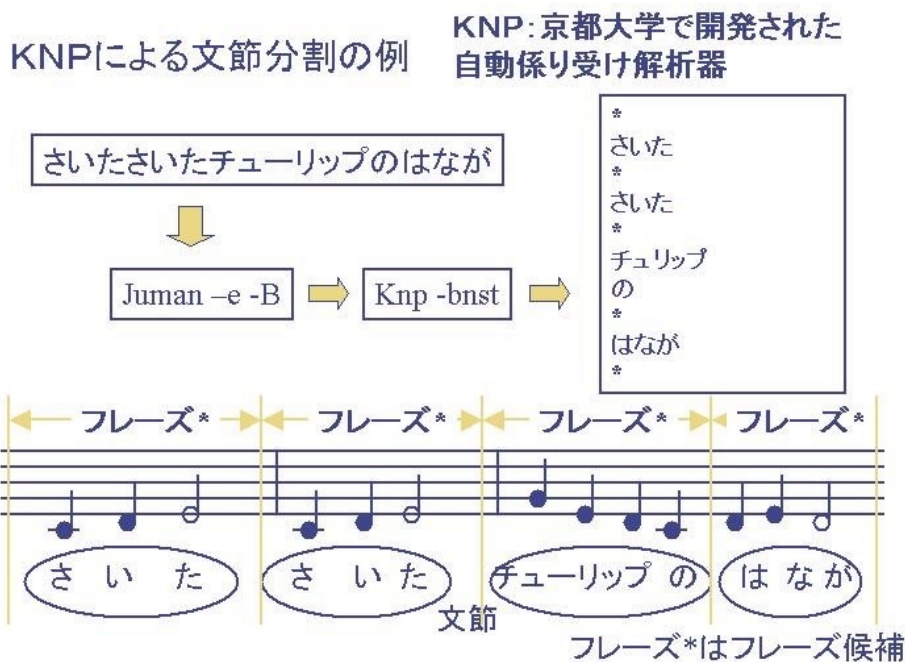 KNPによる文節分割の例
KNP:京都大学で開発された
自動係り受け解析器
さいたさいたチューリップのはなが
Juman –e -B
Knp -bnst
*
さいた
*
さいた
*
チュリップ
の
*
はなが
*
フレーズ* フレーズ* フレーズ* フレーズ*
さ い た さ い た チューリップ の は な が
文節
フレーズ*はフレーズ候補